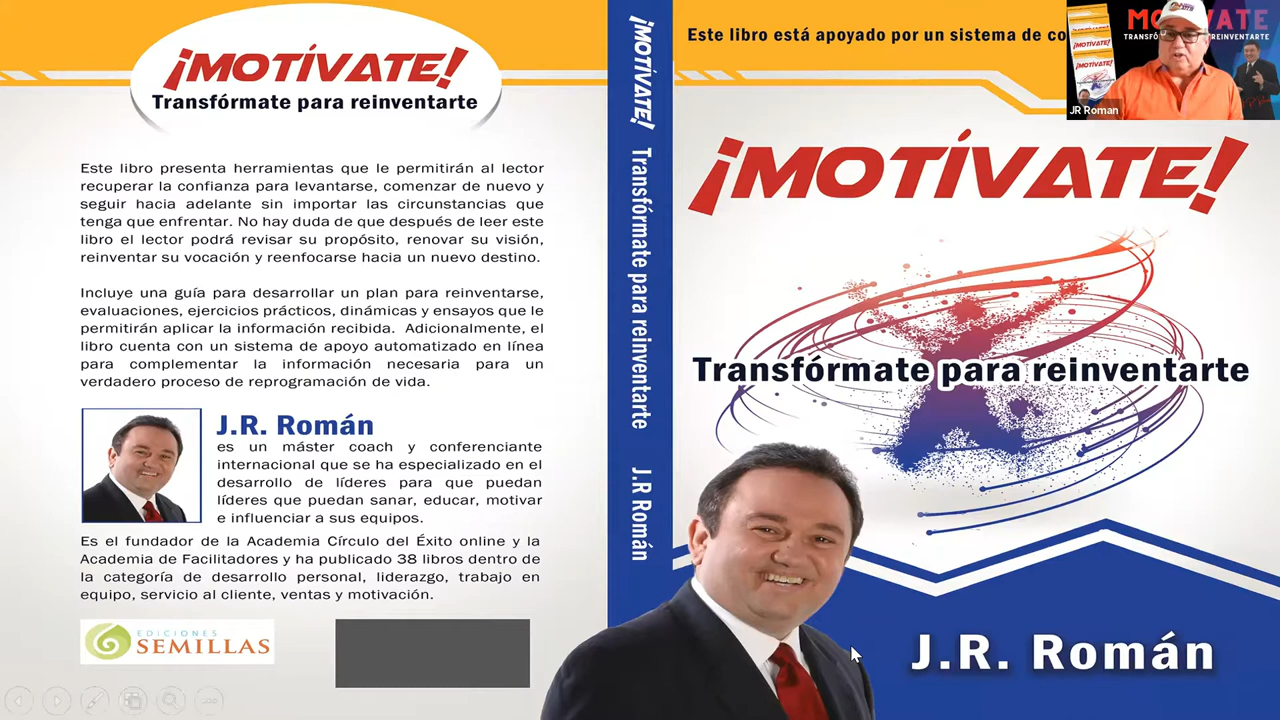 ¡MOTÍVATE!
Transfórmate para reinventarte
Este libro presenta herramientas que le permitirán al lector
recuperar la confianza para levantarse, comenzar de nuevo y
seguir hacia adelante sin importar las circunstancias que
tenga que enfrentar. No hay duda de que después de leer este
libro el lector podrá revisar su propósito, renovar su visión,
reinventar su vocación y reenfocarse hacia un nuevo destino.
Incluye una guía para desarrollar un plan para reinventarse,
evaluaciones, ejercicios prácticos, dinámicas y ensayos que le
permitirán aplicar la información recibida. Adicionalmente, el
libro cuenta con un sistema de apoyo automatizado en línea
para complementar la información necesaria para un
verdadero proceso de reprogramación de vida.
J.R. Román
es un máster coach y conferenciante
internacional que se ha especializado en el
desarrollo de líderes para que puedan
líderes que puedan sanar, educar, motivar
e influenciar a sus equipos.
Es el fundador de la Academia Círculo del Éxito online y la
Academia de Facilitadores y ha publicado 38 libros dentro de
la categoría de desarrollo personal, liderazgo, trabajo en
equipo, servicio al cliente, ventas y motivación.
EDICIONES
SEMILLAS
¡MOTÍVATE! Transfórmate para reinventarte J.R Román
Este libro está apoyado por un sistema de co
¡MOTÍVATE!
Transfórmate para reinventarte
J.R. Román
¡MOTÍVATE!
¡MOTÍVATE!
REINVENTARTE
JR Roman